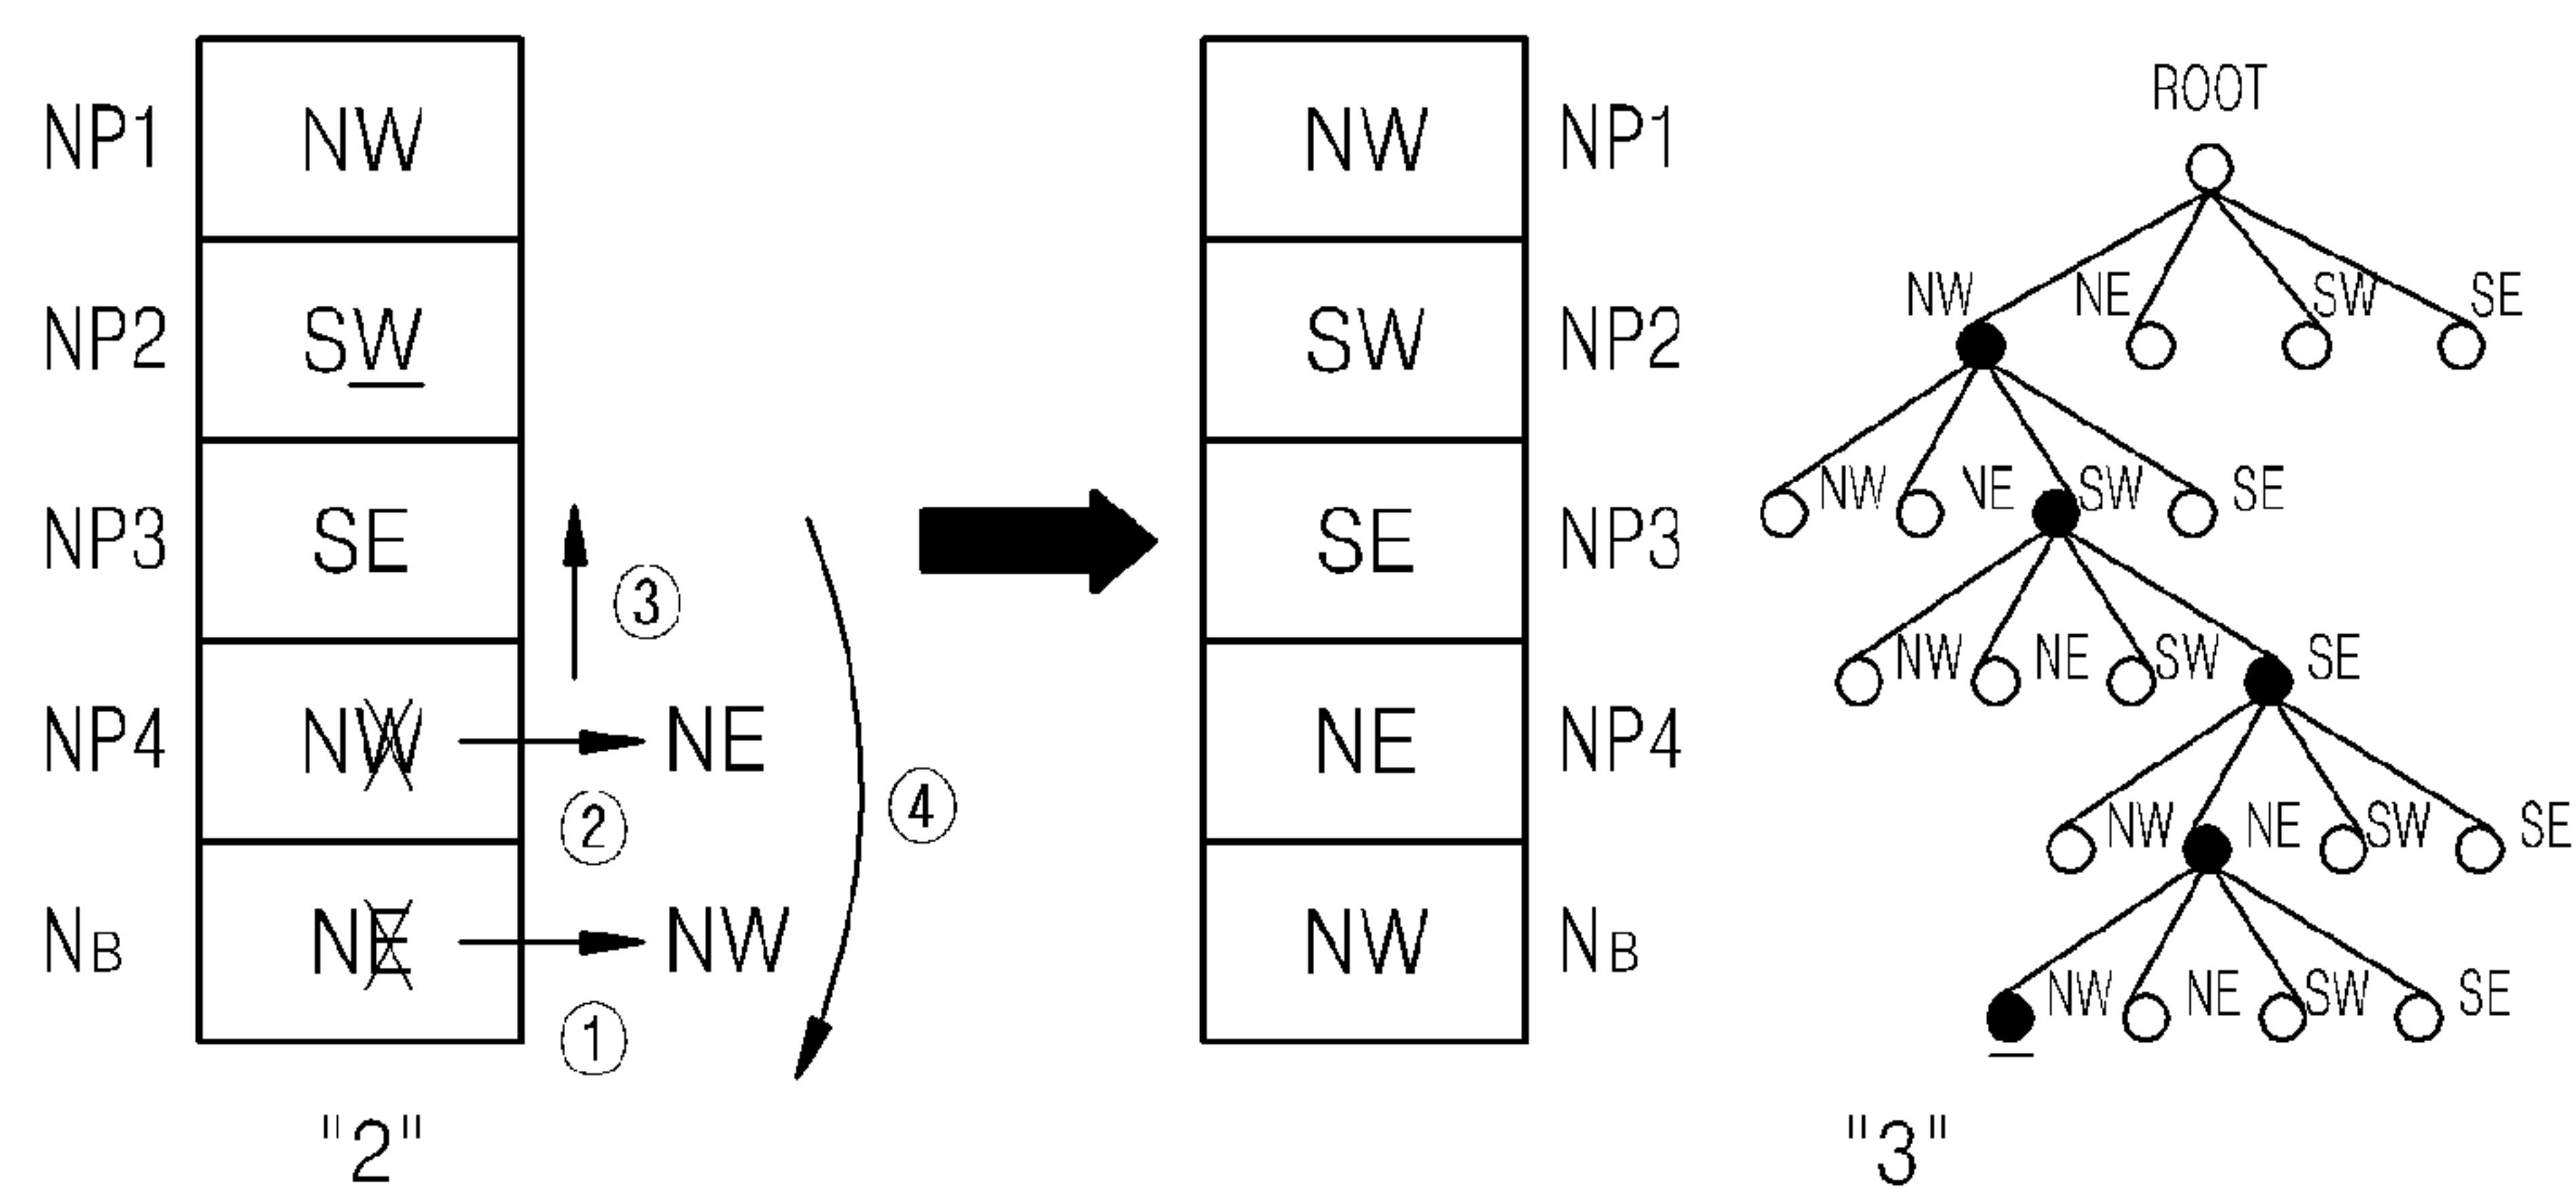 NP1 NW NW NP1
ROOT
NP2 SW SW NP2
NW NE SW SE
NP3 SE SE NP3
NW NE SW SE
③
NW NE SW SE
NP4 NW NE NE NP4
② ④
NW NE SW SE
NB NE NW NW NB
NW NE SW SE
①
"2" "3"